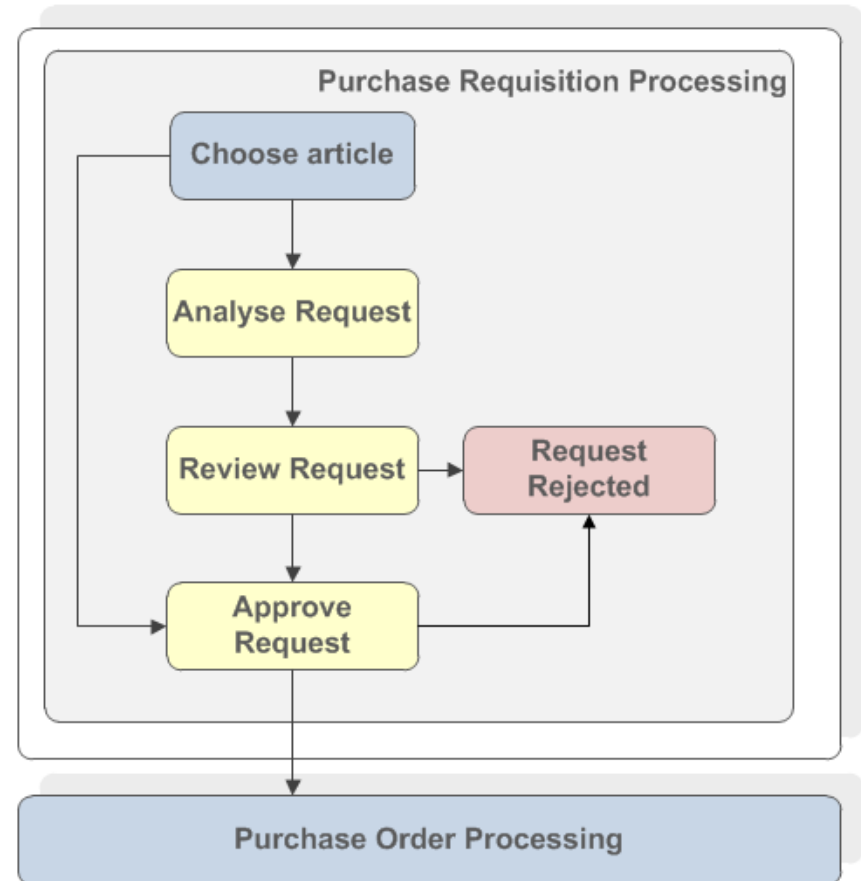 Purchase Requisition Processing
Choose article
Analyse Request
Review Request
Request
Rejected
Approve
Request
Purchase Order Processing